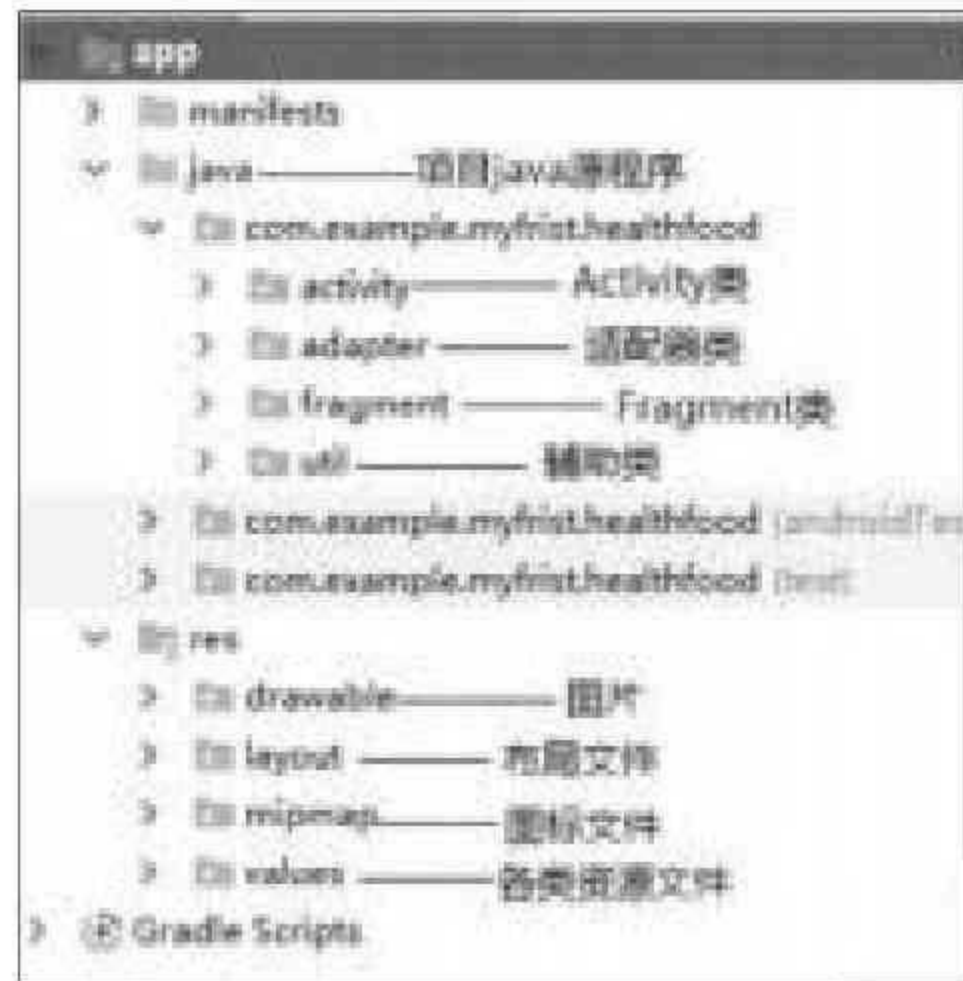 app
manifests
java 项目java源程序
com.example.myfrist.healthfood
activity Activity类
adapter 适配器类
fragment Fragment类
util 辅助类
com.example.myfrist.healthfood (androidTes
com.example.myfrist.healthfood (test)
res
drawable 图片
layout 布局文件
mipmap 图标文件
values 各类资源文件
Gradle Scripts